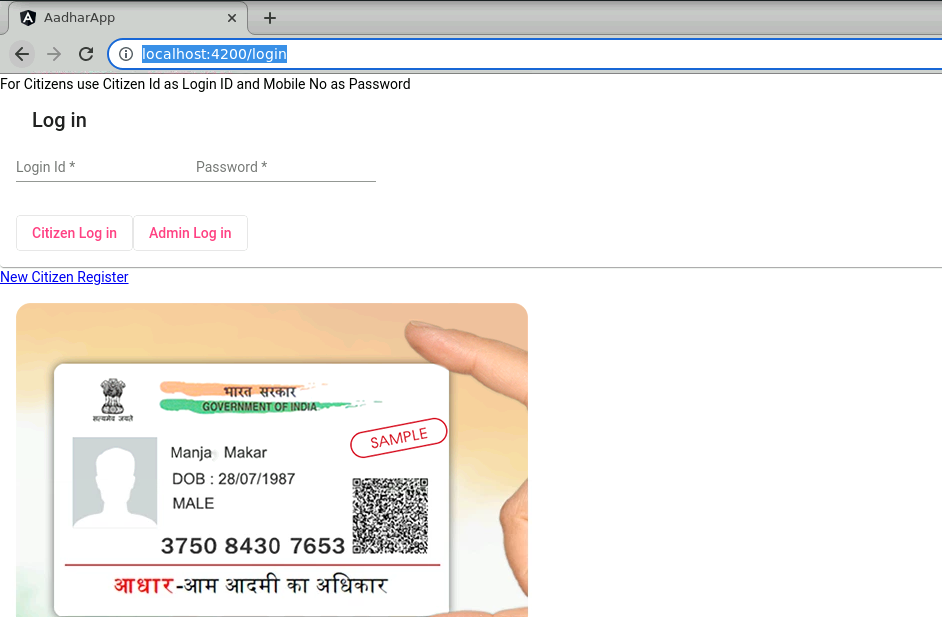 AadharApp
localhost:4200/login
For Citizens use Citizen Id as Login ID and Mobile No as Password
Log in
Login Id *
Password *
Citizen Log in
Admin Log in
New Citizen Register
भारत सरकार
GOVERNMENT OF INDIA
सत्यमेव जयते
SAMPLE
Manja Makar
DOB : 28/07/1987
MALE
3750 8430 7653
आधार-आम आदमी का अधिकार